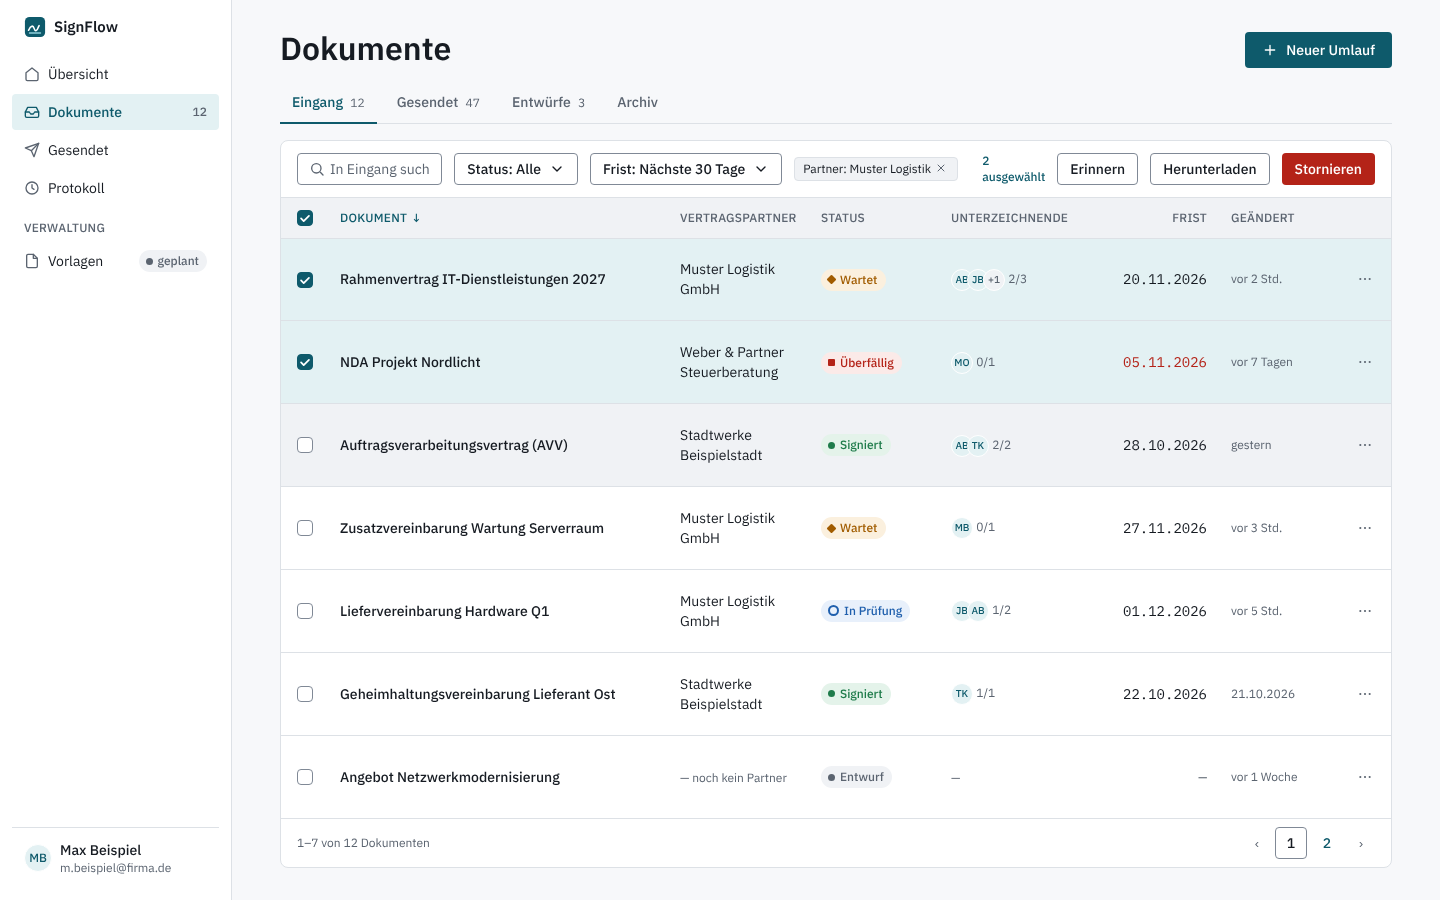 SignFlow
Übersicht
Dokumente 12
Gesendet
Protokoll
VERWALTUNG
Vorlagen geplant
MB Max Beispiel
m.beispiel@firma.de
Dokumente
Neuer Umlauf
Eingang 12 Gesendet 47 Entwürfe 3 Archiv
In Eingang such Status: Alle Frist: Nächste 30 Tage Partner: Muster Logistik × 2 ausgewählt Erinnern Herunterladen Stornieren
DOKUMENT ↓ VERTRAGSPARTNER STATUS UNTERZEICHNENDE FRIST GEÄNDERT
Rahmenvertrag IT-Dienstleistungen 2027 Muster Logistik GmbH Wartet AB JB +1 2/3 20.11.2026 vor 2 Std. ···
NDA Projekt Nordlicht Weber & Partner Steuerberatung Überfällig MO 0/1 05.11.2026 vor 7 Tagen ···
Auftragsverarbeitungsvertrag (AVV) Stadtwerke Beispielstadt Signiert AB TK 2/2 28.10.2026 gestern ···
Zusatzvereinbarung Wartung Serverraum Muster Logistik GmbH Wartet MB 0/1 27.11.2026 vor 3 Std. ···
Liefervereinbarung Hardware Q1 Muster Logistik GmbH In Prüfung JB AB 1/2 01.12.2026 vor 5 Std. ···
Geheimhaltungsvereinbarung Lieferant Ost Stadtwerke Beispielstadt Signiert TK 1/1 22.10.2026 21.10.2026 ···
Angebot Netzwerkmodernisierung — noch kein Partner Entwurf — — vor 1 Woche ···
1–7 von 12 Dokumenten ‹ 1 2 ›